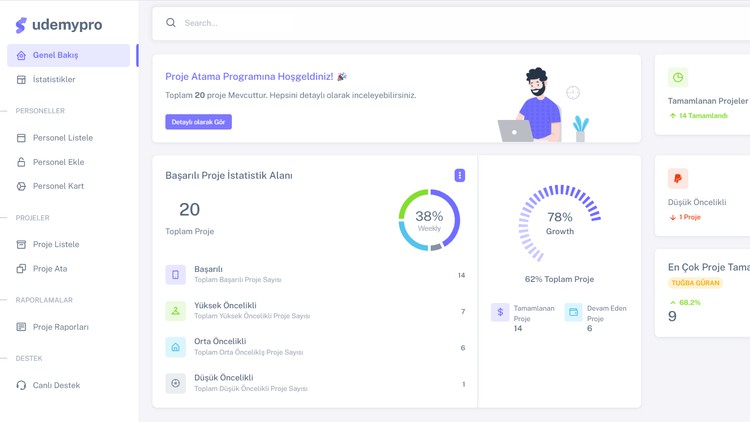 udemypro
Search...
Genel Bakış
İstatistikler
PERSONELLER
Personel Listele
Personel Ekle
Personel Kart
PROJELER
Proje Listele
Proje Ata
RAPORLAMALAR
Proje Raporları
DESTEK
Canlı Destek
Proje Atama Programına Hoşgeldiniz! 🎉
Toplam 20 proje Mevcuttur. Hepsini detaylı olarak inceleyebilirsiniz.
Detaylı olarak Gör
Başarılı Proje İstatistik Alanı
20
Toplam Proje
38%
Weekly
Başarılı
Toplam Başarılı Proje Sayısı
14
Yüksek Öncelikli
Toplam Yüksek Öncelikli Proje Sayısı
7
Orta Öncelikli
Toplam Orta Öncelikliş Proje Sayısı
6
Düşük Öncelikli
Toplam Düşük Öncelikli Proje Sayısı
1
78%
Growth
62% Toplam Proje
$
Tamamlanan
Proje
14
Devam Eden
Proje
6
Tamamlanan Projeler
14 Tamamlandı
Düşük Öncelikli
1 Proje
En Çok Proje Tama
TUĞBA GÜRAN
68.2%
9